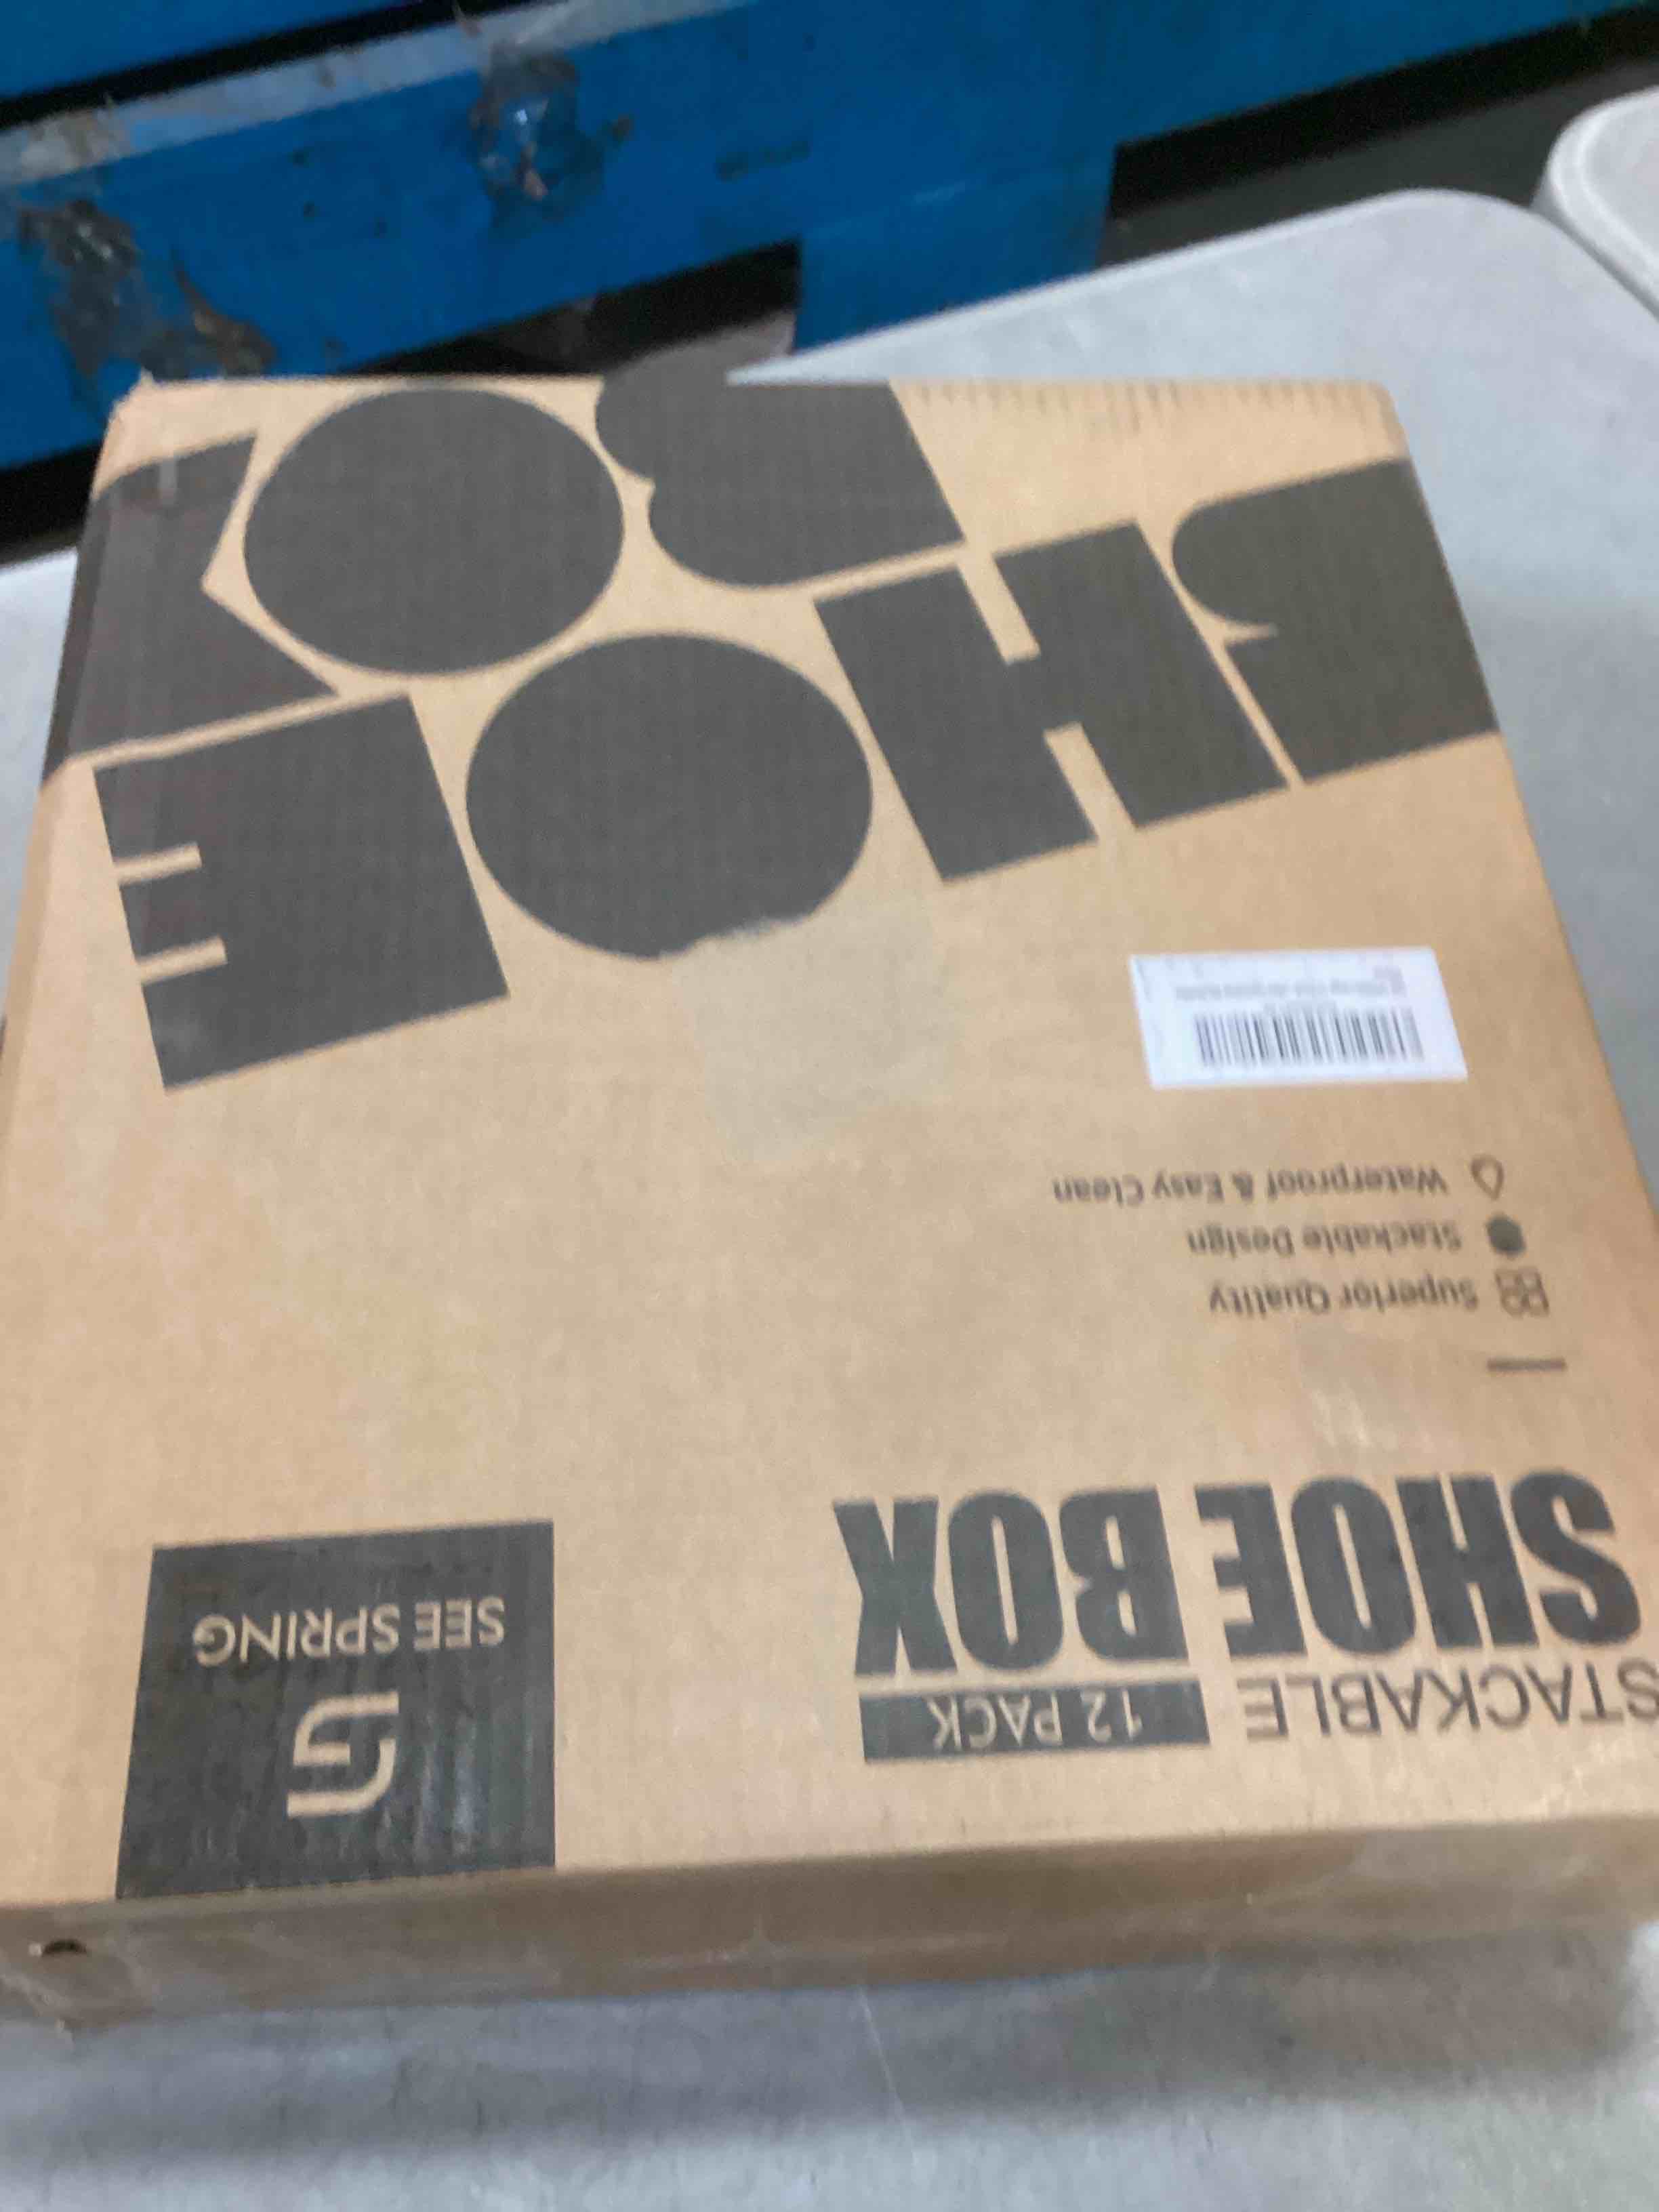 STACKABLE 12 PACK
SHOE BOX
SEE SPRING
Superior Quality
Stackable Design
Waterproof & Easy Clean
SHOE
BOX